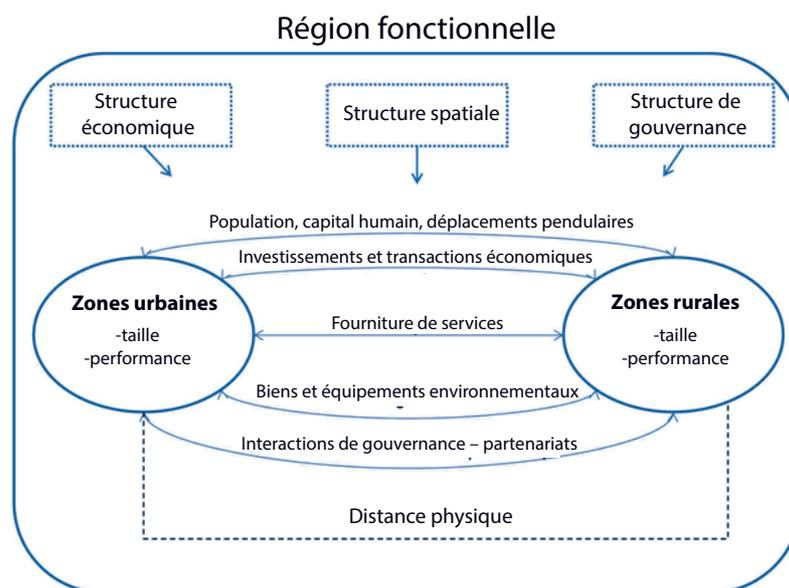 Région fonctionnelle
Structure
économique
Structure spatiale
Structure de
gouvernance
Population, capital humain, déplacements pendulaires
Investissements et transactions économiques
Zones urbaines
-taille
-performance
Fourniture de services
Zones rurales
-taille
-performance
Biens et équipements environnementaux
Interactions de gouvernance – partenariats
Distance physique